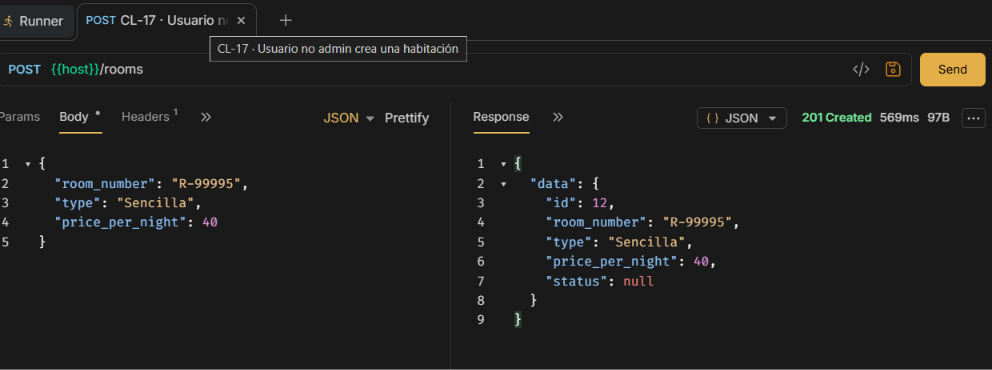 Runner
POST CL-17 · Usuario no
CL-17 · Usuario no admin crea una habitación
POST {{host}}/rooms
</> Send
Params Body Headers 1 » JSON Prettify
1 {
2 "room_number": "R-99995",
3 "type": "Sencilla",
4 "price_per_night": 40
5 }
Response » { } JSON 201 Created 569ms 97B ...
1 {
2 "data": {
3 "id": 12,
4 "room_number": "R-99995",
5 "type": "Sencilla",
6 "price_per_night": 40,
7 "status": null
8 }
9 }